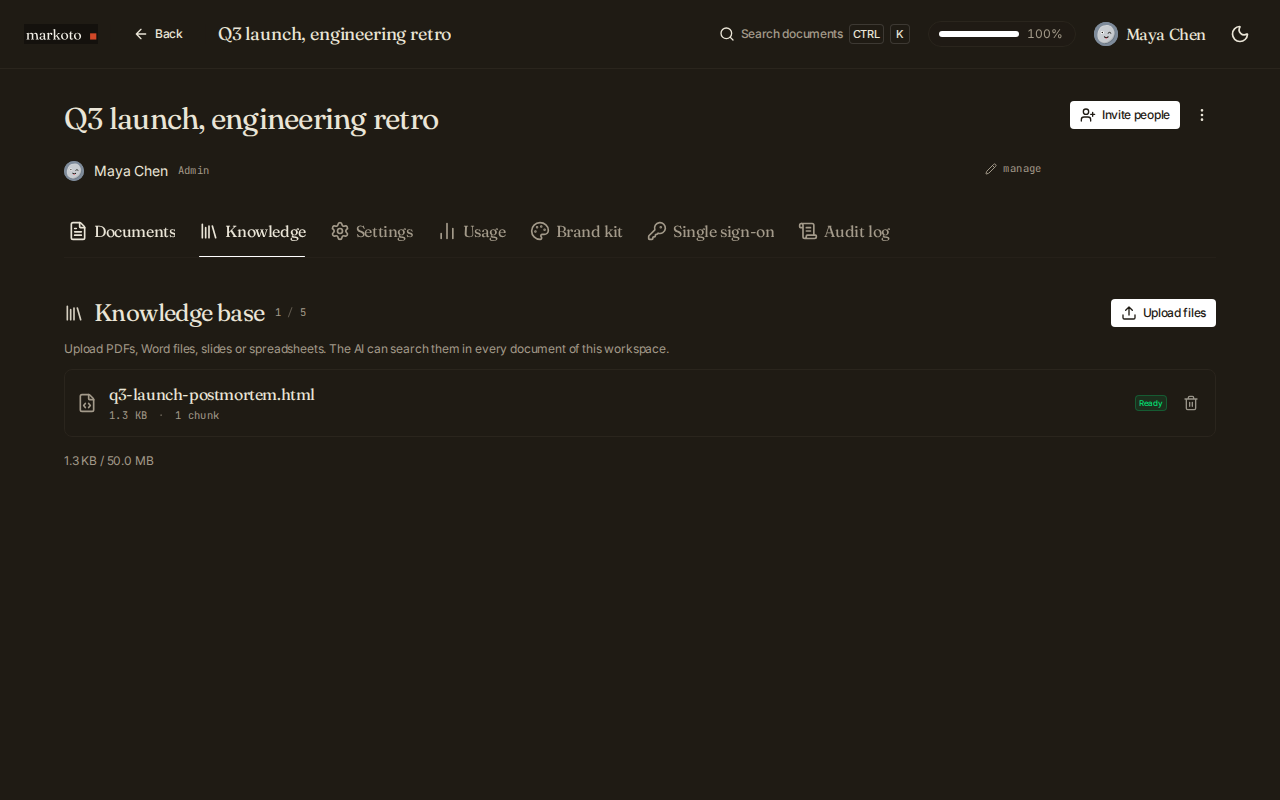 markoto
Back
Q3 launch, engineering retro
Search documents CTRL K
100%
Maya Chen
Q3 launch, engineering retro
Invite people
Maya Chen Admin
manage
Documents Knowledge Settings Usage Brand kit Single sign-on Audit log
Knowledge base 1 / 5
Upload files
Upload PDFs, Word files, slides or spreadsheets. The AI can search them in every document of this workspace.
q3-launch-postmortem.html
1.3 KB · 1 chunk
Ready
1.3 KB / 50.0 MB